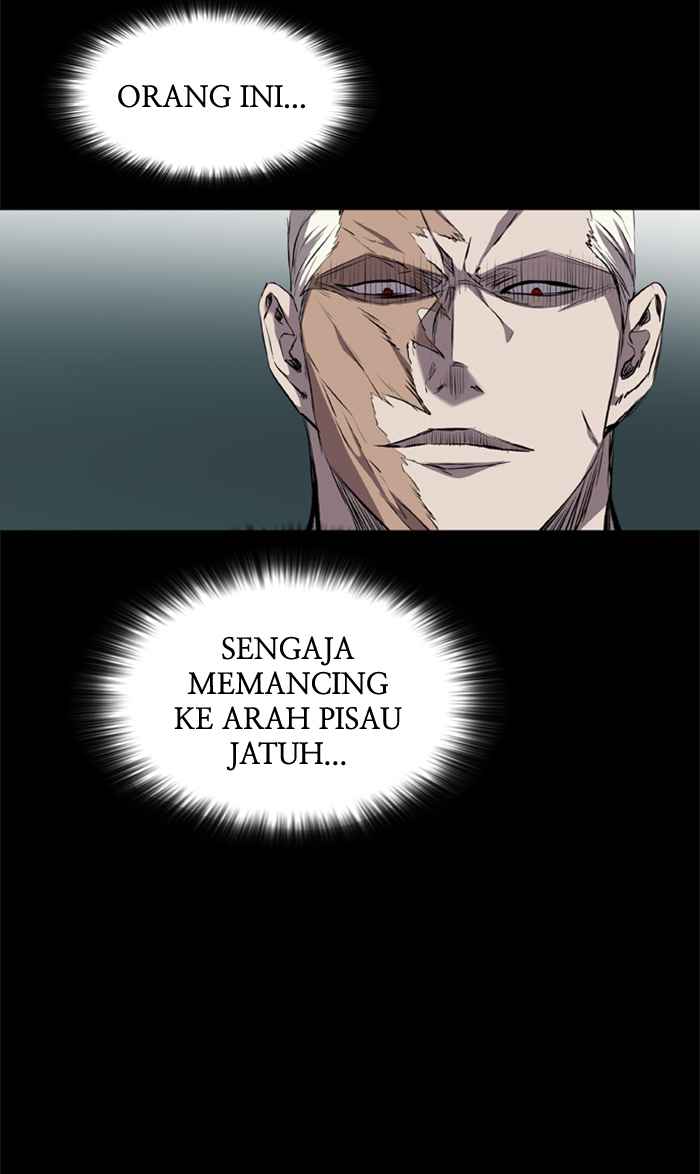 ORANG INI...
SENGAJA
MEMANCING
KE ARAH PISAU
JATUH...